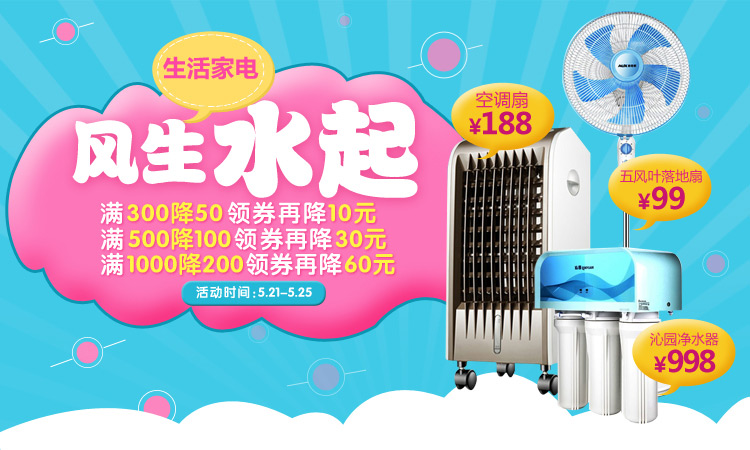 生活家电
风生水起
满300降50 领券再降10元
满500降100领券再降30元
满1000降200领券再降60元
活动时间:5.21-5.25
空调扇
¥188
五风叶落地扇
¥99
沁园净水器
¥998